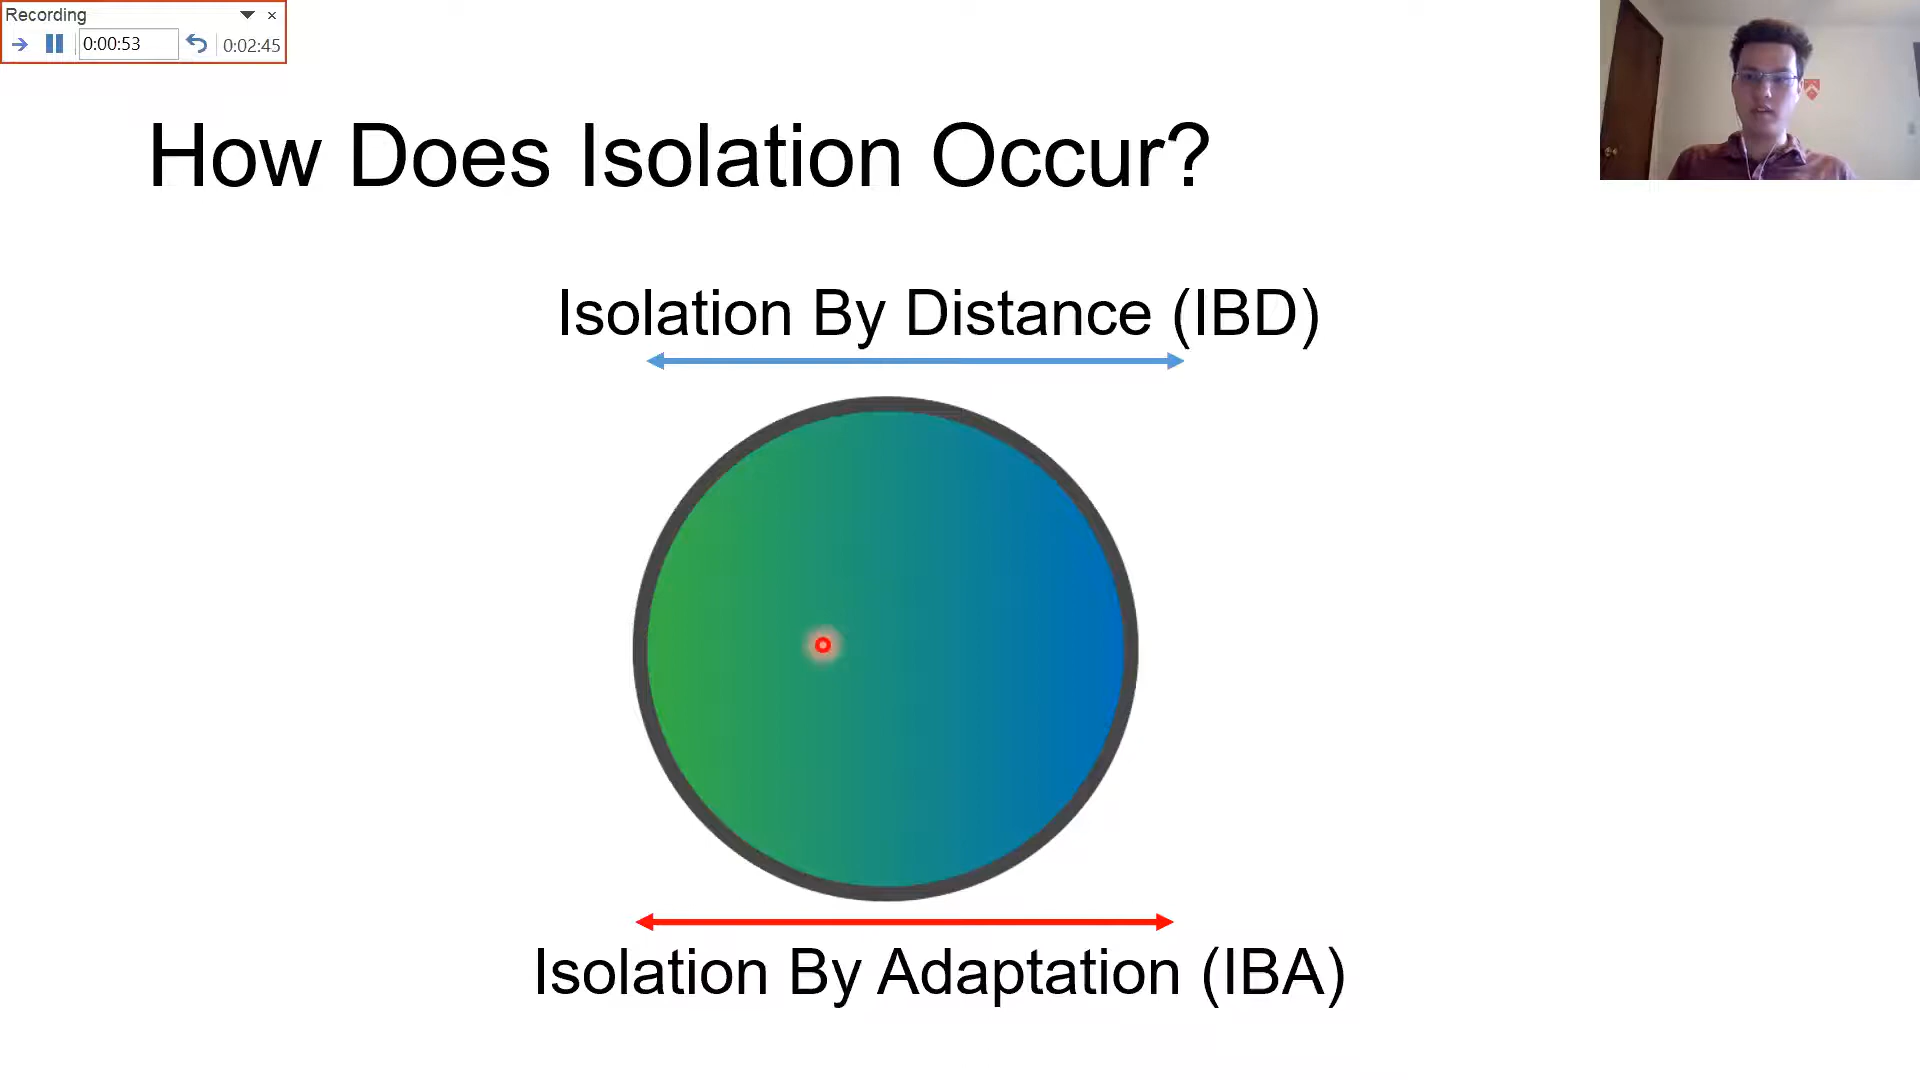 Recording
0:00:53
0:02:45
How Does Isolation Occur?
Isolation By Distance (IBD)
Isolation By Adaptation (IBA)